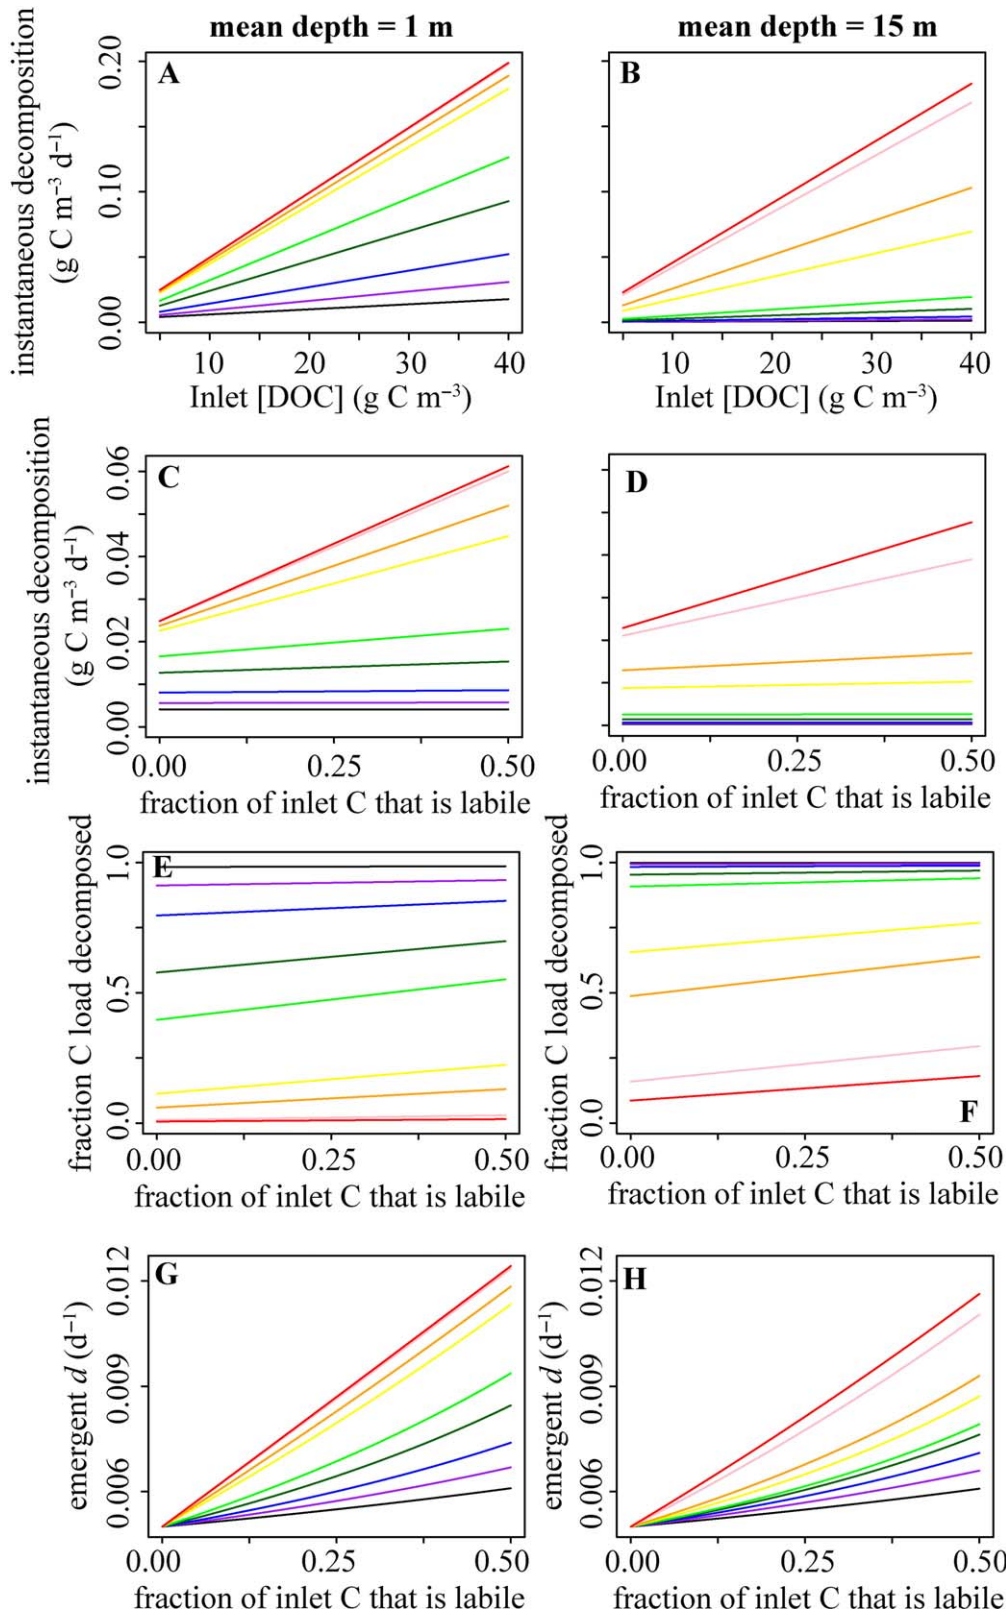 mean depth = 1 m
mean depth = 15 m
A
B
instantaneous decomposition
(g C m⁻³ d⁻¹)
0.20
0.10
0.00
10 20 30 40
10 20 30 40
Inlet [DOC] (g C m⁻³)
Inlet [DOC] (g C m⁻³)
C
D
instantaneous decomposition
(g C m⁻³ d⁻¹)
0.06
0.04
0.02
0.00
0.00 0.25 0.50
0.00 0.25 0.50
fraction of inlet C that is labile
fraction of inlet C that is labile
E
F
fraction C load decomposed
1.0
0.5
0.0
fraction C load decomposed
1.0
0.5
0.0
0.00 0.25 0.50
0.00 0.25 0.50
fraction of inlet C that is labile
fraction of inlet C that is labile
G
H
emergent d (d⁻¹)
0.012
0.009
0.006
emergent d (d⁻¹)
0.012
0.009
0.006
0.00 0.25 0.50
0.00 0.25 0.50
fraction of inlet C that is labile
fraction of inlet C that is labile